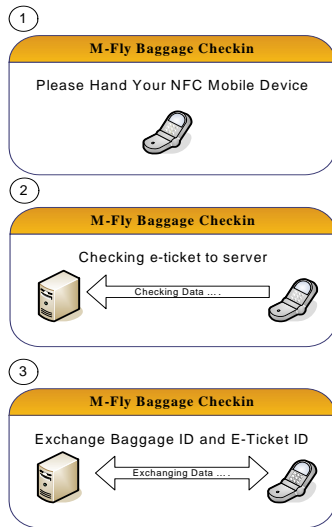 1
M-Fly Baggage Checkin
Please Hand Your NFC Mobile Device
2
M-Fly Baggage Checkin
Checking e-ticket to server
Checking Data ... .
3
M-Fly Baggage Checkin
Exchange Baggage ID and E-Ticket ID
Exchanging Data ... .